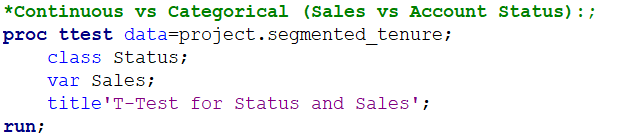 *Continuous vs Categorical (Sales vs Account Status):;
proc ttest data=project.segmented_tenure;
    class Status;
    var Sales;
    title'T-Test for Status and Sales';
run;